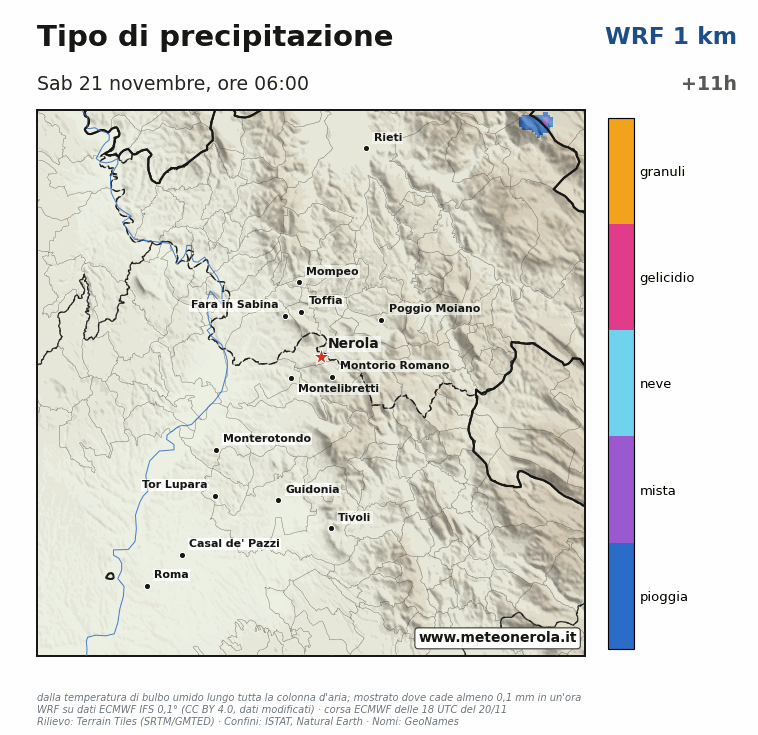 Tipo di precipitazione
WRF 1 km
Sab 21 novembre, ore 06:00
+11h
Rieti
granuli
gelicidio
Mompeo
Fara in Sabina
Toffia
Poggio Moiano
Nerola
Montorio Romano
Montelibretti
neve
Monterotondo
Tor Lupara
Guidonia
mista
Tivoli
Casal de' Pazzi
Roma
pioggia
www.meteonerola.it
dalla temperatura di bulbo umido lungo tutta la colonna d'aria; mostrato dove cade almeno 0,1 mm in un'ora
WRF su dati ECMWF IFS 0,1° (CC BY 4.0, dati modificati) · corsa ECMWF delle 18 UTC del 20/11
Rilievo: Terrain Tiles (SRTM/GMTED) · Confini: ISTAT, Natural Earth · Nomi: GeoNames